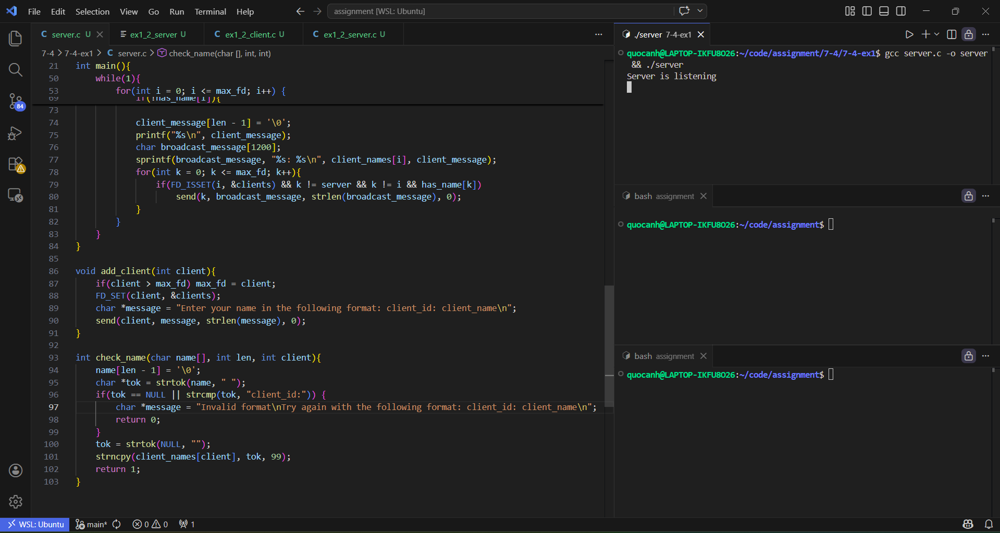 File Edit Selection View Go Run Terminal Help
assignment [WSL: Ubuntu]
C server.c U
ex1_2_server U
C ex1_2_client.c U
C ex1_2_server.c U
7-4 > 7-4-ex1 > C server.c > check_name(char [], int, int)
21 int main(){
50 while(1){
53 for(int i = 0; i <= max_fd; i++) {
69 if(!has_name[i]){
73
74 client_message[len - 1] = '\0';
75 printf("%s\n", client_message);
76 char broadcast_message[1200];
77 sprintf(broadcast_message, "%s: %s\n", client_names[i], client_message);
78 for(int k = 0; k <= max_fd; k++){
79 if(FD_ISSET(i, &clients) && k != server && k != i && has_name[k])
80 send(k, broadcast_message, strlen(broadcast_message), 0);
81 }
82 }
83 }
84 }
85
86 void add_client(int client){
87 if(client > max_fd) max_fd = client;
88 FD_SET(client, &clients);
89 char *message = "Enter your name in the following format: client_id: client_name\n";
90 send(client, message, strlen(message), 0);
91 }
92
93 int check_name(char name[], int len, int client){
94 name[len - 1] = '\0';
95 char *tok = strtok(name, " ");
96 if(tok == NULL || strcmp(tok, "client_id:")) {
97 char *message = "Invalid format\nTry again with the following format: client_id: client_name\n";
98 return 0;
99 }
100 tok = strtok(NULL, "");
101 strncpy(client_names[client], tok, 99);
102 return 1;
103 }
./server 7-4-ex1
quocanh@LAPTOP-IKFU8O26:~/code/assignment/7-4/7-4-ex1$ gcc server.c -o server
&& ./server
Server is listening
bash assignment
quocanh@LAPTOP-IKFU8O26:~/code/assignment$
bash assignment
quocanh@LAPTOP-IKFU8O26:~/code/assignment$
84
WSL: Ubuntu
main*
0
0
1